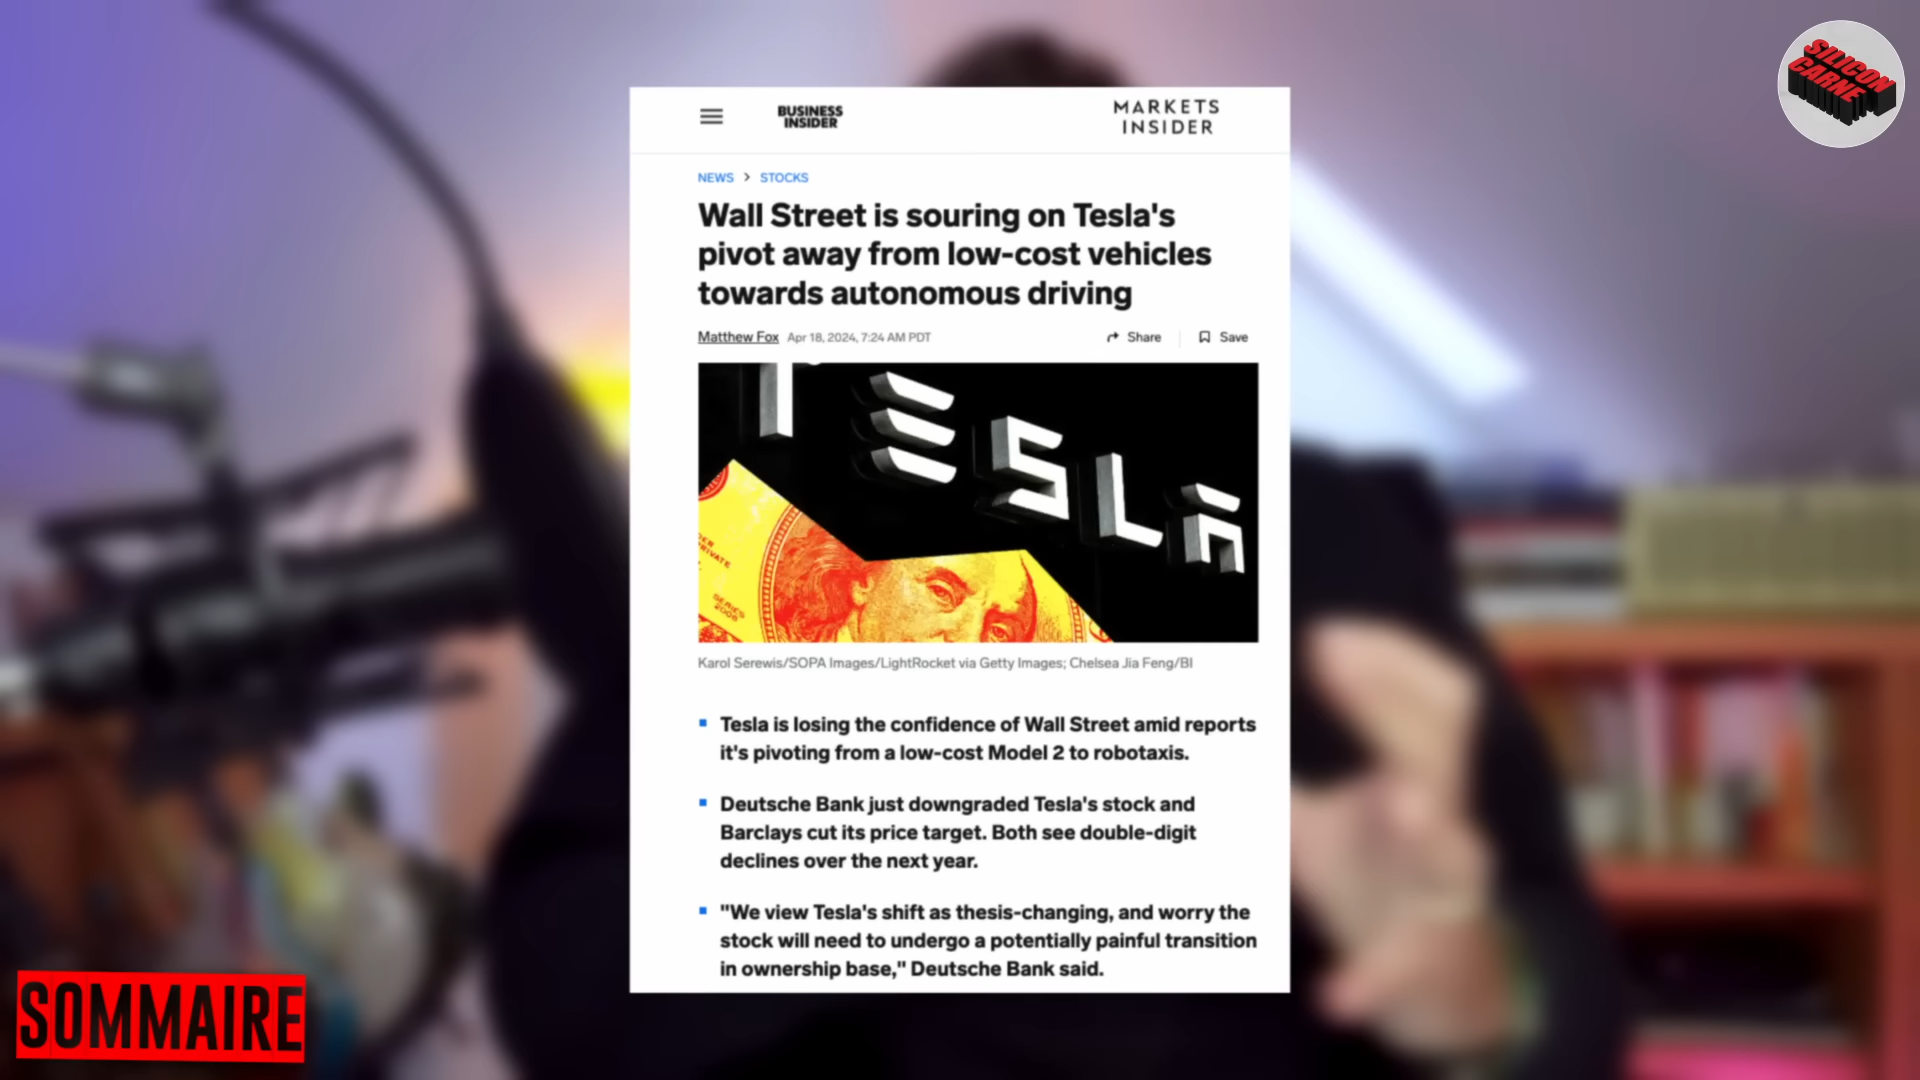 SILICON
CARNE
BUSINESS
INSIDER
MARKETS
INSIDER
NEWS > STOCKS
Wall Street is souring on Tesla's
pivot away from low-cost vehicles
towards autonomous driving
Matthew Fox Apr 18, 2024, 7:24 AM PDT
Share
Save
TESLA
PRIVATE
SERIES
Karol Serewis/SOPA Images/LightRocket via Getty Images; Chelsea Jia Feng/BI
Tesla is losing the confidence of Wall Street amid reports
it's pivoting from a low-cost Model 2 to robotaxis.
Deutsche Bank just downgraded Tesla's stock and
Barclays cut its price target. Both see double-digit
declines over the next year.
"We view Tesla's shift as thesis-changing, and worry the
stock will need to undergo a potentially painful transition
in ownership base," Deutsche Bank said.
SOMMAIRE